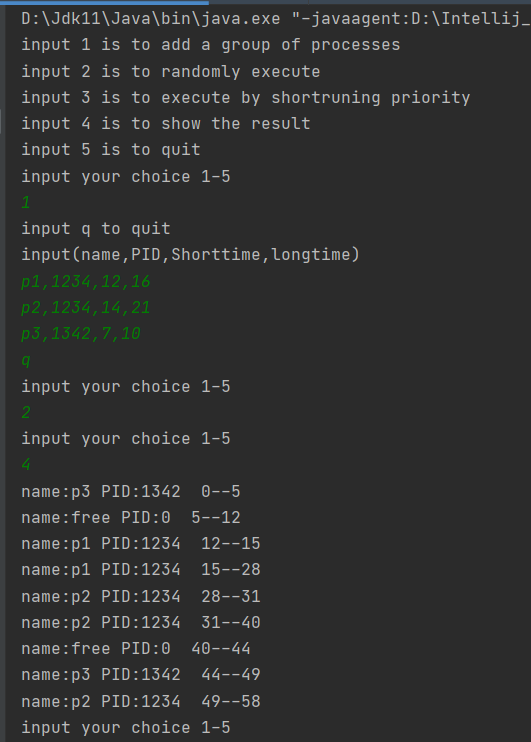 D:\Jdk11\Java\bin\java.exe "-javaagent:D:\Intellij_
input 1 is to add a group of processes
input 2 is to randomly execute
input 3 is to execute by shortruning priority
input 4 is to show the result
input 5 is to quit
input your choice 1-5
1
input q to quit
input(name,PID,Shorttime,longtime)
p1,1234,12,16
p2,1234,14,21
p3,1342,7,10
q
input your choice 1-5
2
input your choice 1-5
4
name:p3 PID:1342  0--5
name:free PID:0  5--12
name:p1 PID:1234  12--15
name:p1 PID:1234  15--28
name:p2 PID:1234  28--31
name:p2 PID:1234  31--40
name:free PID:0  40--44
name:p3 PID:1342  44--49
name:p2 PID:1234  49--58
input your choice 1-5